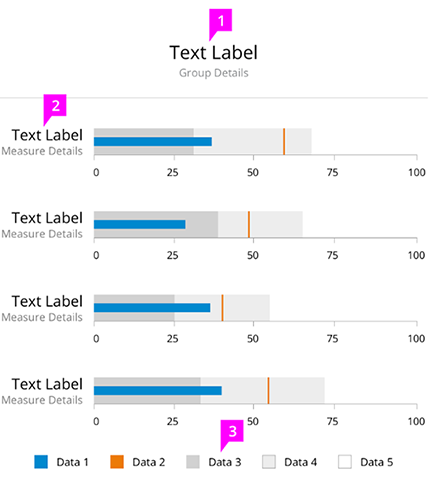 1
Text Label
Group Details
2
Text Label
Measure Details
0 25 50 75 100
Text Label
Measure Details
0 25 50 75 100
Text Label
Measure Details
0 25 50 75 100
Text Label
Measure Details
0 25 50 75 100
3
Data 1 Data 2 Data 3 Data 4 Data 5